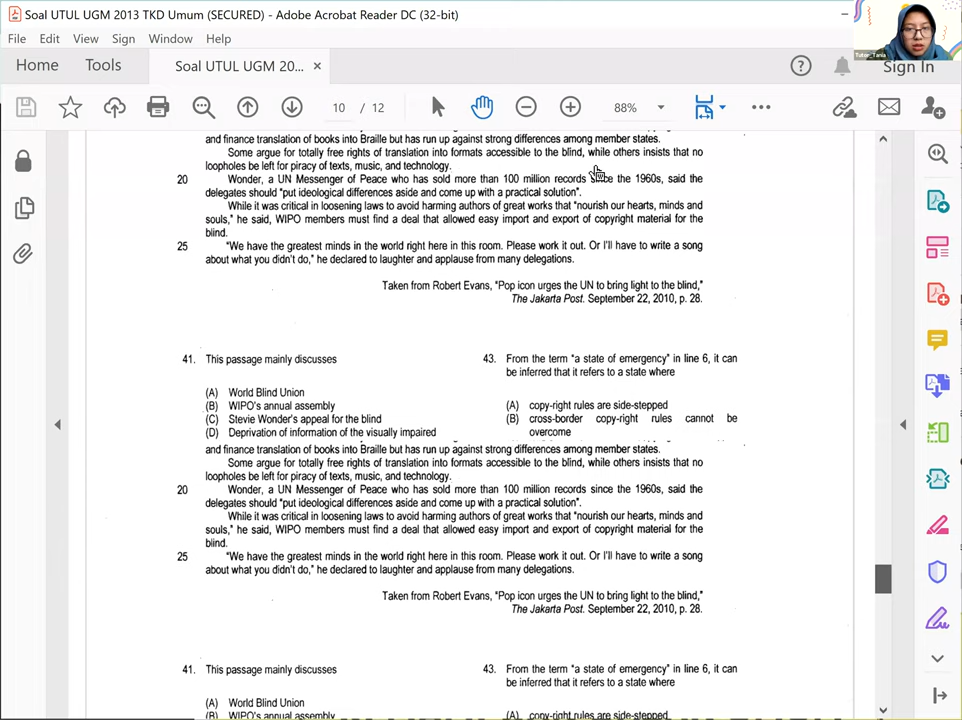 Soal UTUL UGM 2013 TKD Umum (SECURED) - Adobe Acrobat Reader DC (32-bit)
File Edit View Sign Window Help
Tutor_Tania
Home Tools Soal UTUL UGM 20... × Sign In
10 / 12 88%
and finance translation of books into Braille but has run up against strong differences among member states.
Some argue for totally free rights of translation into formats accessible to the blind, while others insists that no
loopholes be left for piracy of texts, music, and technology.
20 Wonder, a UN Messenger of Peace who has sold more than 100 million records since the 1960s, said the
delegates should "put ideological differences aside and come up with a practical solution".
While it was critical in loosening laws to avoid harming authors of great works that "nourish our hearts, minds and
souls," he said, WIPO members must find a deal that allowed easy import and export of copyright material for the
blind.
25 "We have the greatest minds in the world right here in this room. Please work it out. Or I'll have to write a song
about what you didn't do," he declared to laughter and applause from many delegations.
Taken from Robert Evans, "Pop icon urges the UN to bring light to the blind,"
The Jakarta Post. September 22, 2010, p. 28.
41. This passage mainly discusses
(A) World Blind Union
(B) WIPO's annual assembly
(C) Stevie Wonder's appeal for the blind
(D) Deprivation of information of the visually impaired
43. From the term "a state of emergency" in line 6, it can
be inferred that it refers to a state where
(A) copy-right rules are side-stepped
(B) cross-border copy-right rules cannot be
overcome
and finance translation of books into Braille but has run up against strong differences among member states.
Some argue for totally free rights of translation into formats accessible to the blind, while others insists that no
loopholes be left for piracy of texts, music, and technology.
20 Wonder, a UN Messenger of Peace who has sold more than 100 million records since the 1960s, said the
delegates should "put ideological differences aside and come up with a practical solution".
While it was critical in loosening laws to avoid harming authors of great works that "nourish our hearts, minds and
souls," he said, WIPO members must find a deal that allowed easy import and export of copyright material for the
blind.
25 "We have the greatest minds in the world right here in this room. Please work it out. Or I'll have to write a song
about what you didn't do," he declared to laughter and applause from many delegations.
Taken from Robert Evans, "Pop icon urges the UN to bring light to the blind,"
The Jakarta Post. September 22, 2010, p. 28.
41. This passage mainly discusses
(A) World Blind Union
(B) WIPO's annual assembly
43. From the term "a state of emergency" in line 6, it can
be inferred that it refers to a state where
(A) copy-right rules are side-stepped